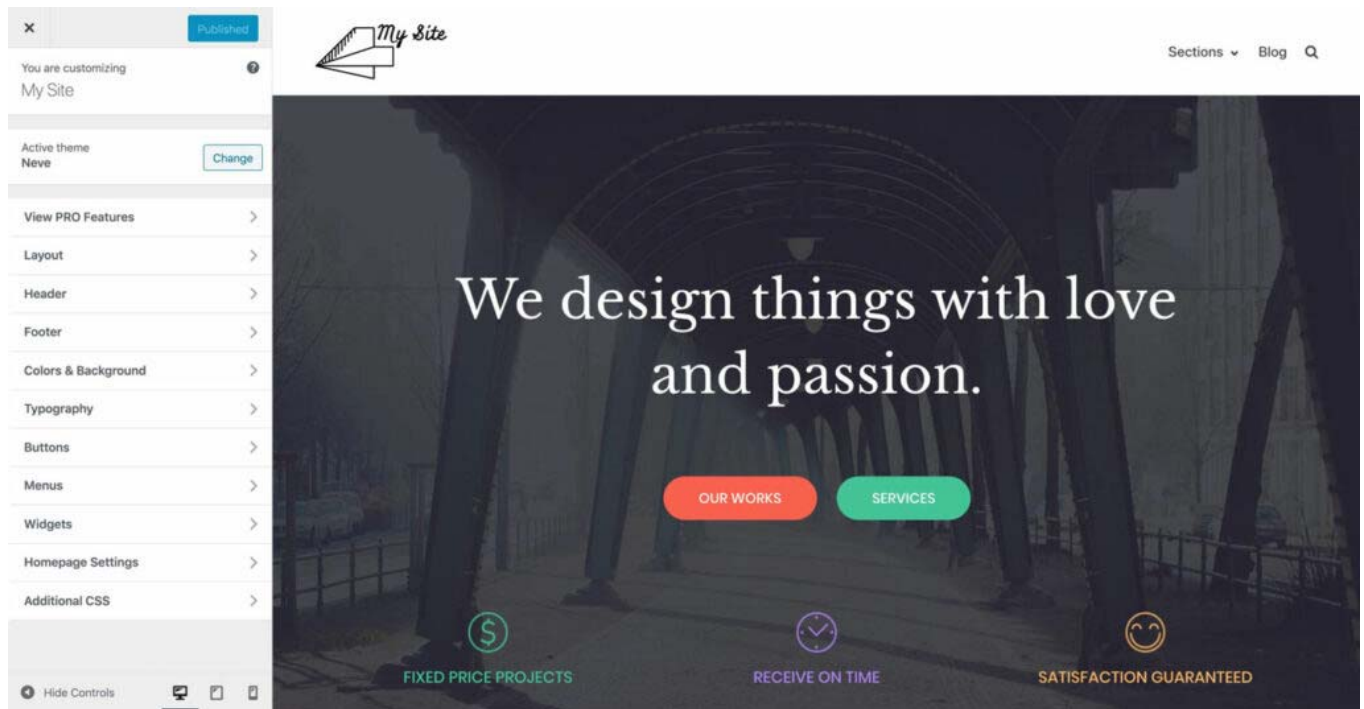 Published
You are customizing
My Site
Active theme
Neve
Change
View PRO Features
Layout
Header
Footer
Colors & Background
Typography
Buttons
Menus
Widgets
Homepage Settings
Additional CSS
Hide Controls
My Site
Sections
Blog
We design things with love
and passion.
OUR WORKS
SERVICES
FIXED PRICE PROJECTS
RECEIVE ON TIME
SATISFACTION GUARANTEED